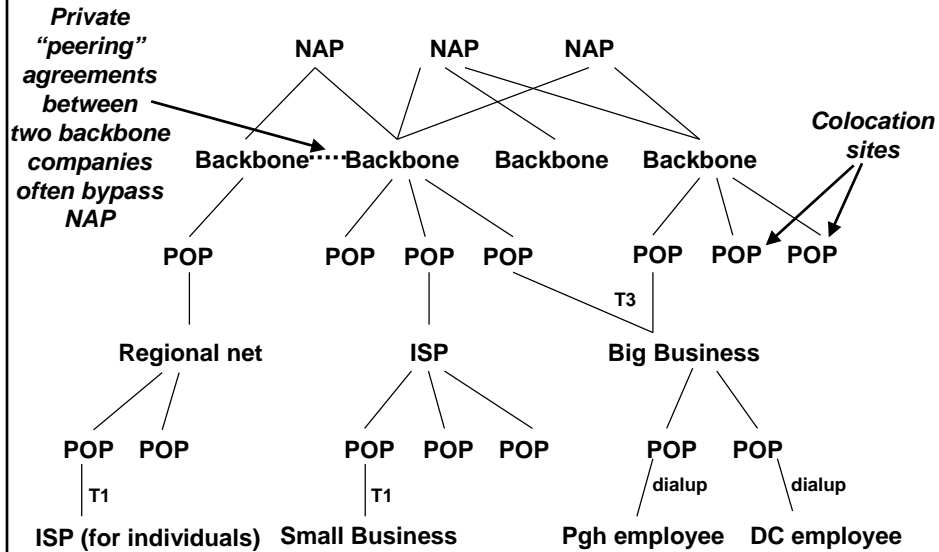 Private
“peering”
agreements
between
two backbone
companies
often bypass
NAP
NAP NAP NAP
Colocation
sites
Backbone Backbone Backbone Backbone
POP POP POP POP POP POP POP
T3
Regional net ISP Big Business
POP POP POP POP POP POP POP
T1 T1 dialup dialup
ISP (for individuals) Small Business Pgh employee DC employee